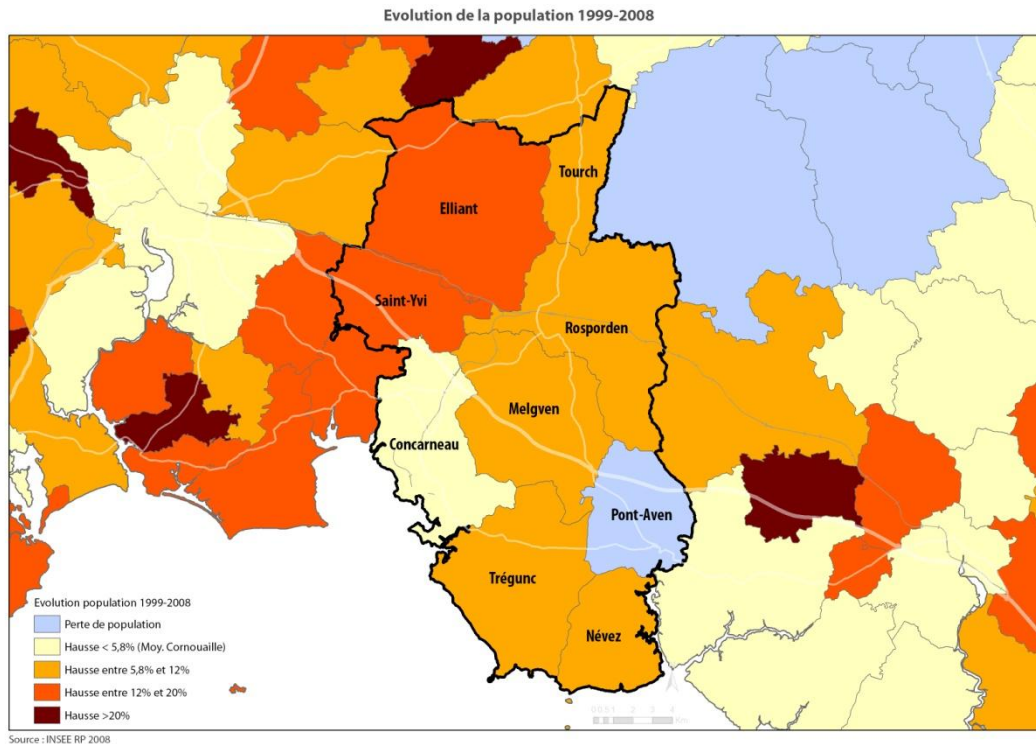 Evolution de la population 1999-2008
Tourch
Elliant
Saint-Yvi
Rosporden
Melgven
Concarneau
Pont-Aven
Trégunc
Névez
Evolution population 1999-2008
Perte de population
Hausse < 5,8% (Moy. Cornouaille)
Hausse entre 5,8% et 12%
Hausse entre 12% et 20%
Hausse >20%
Km
Source : INSEE RP 2008